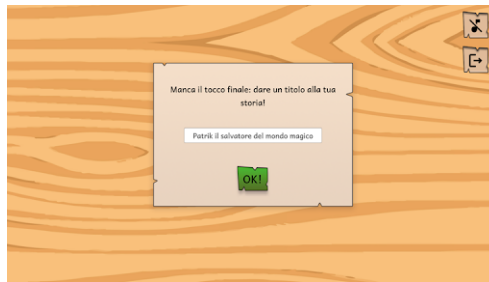 Manca il tocco finale: dare un titolo alla tua
storia!
Patrik il salvatore del mondo magico
OK!